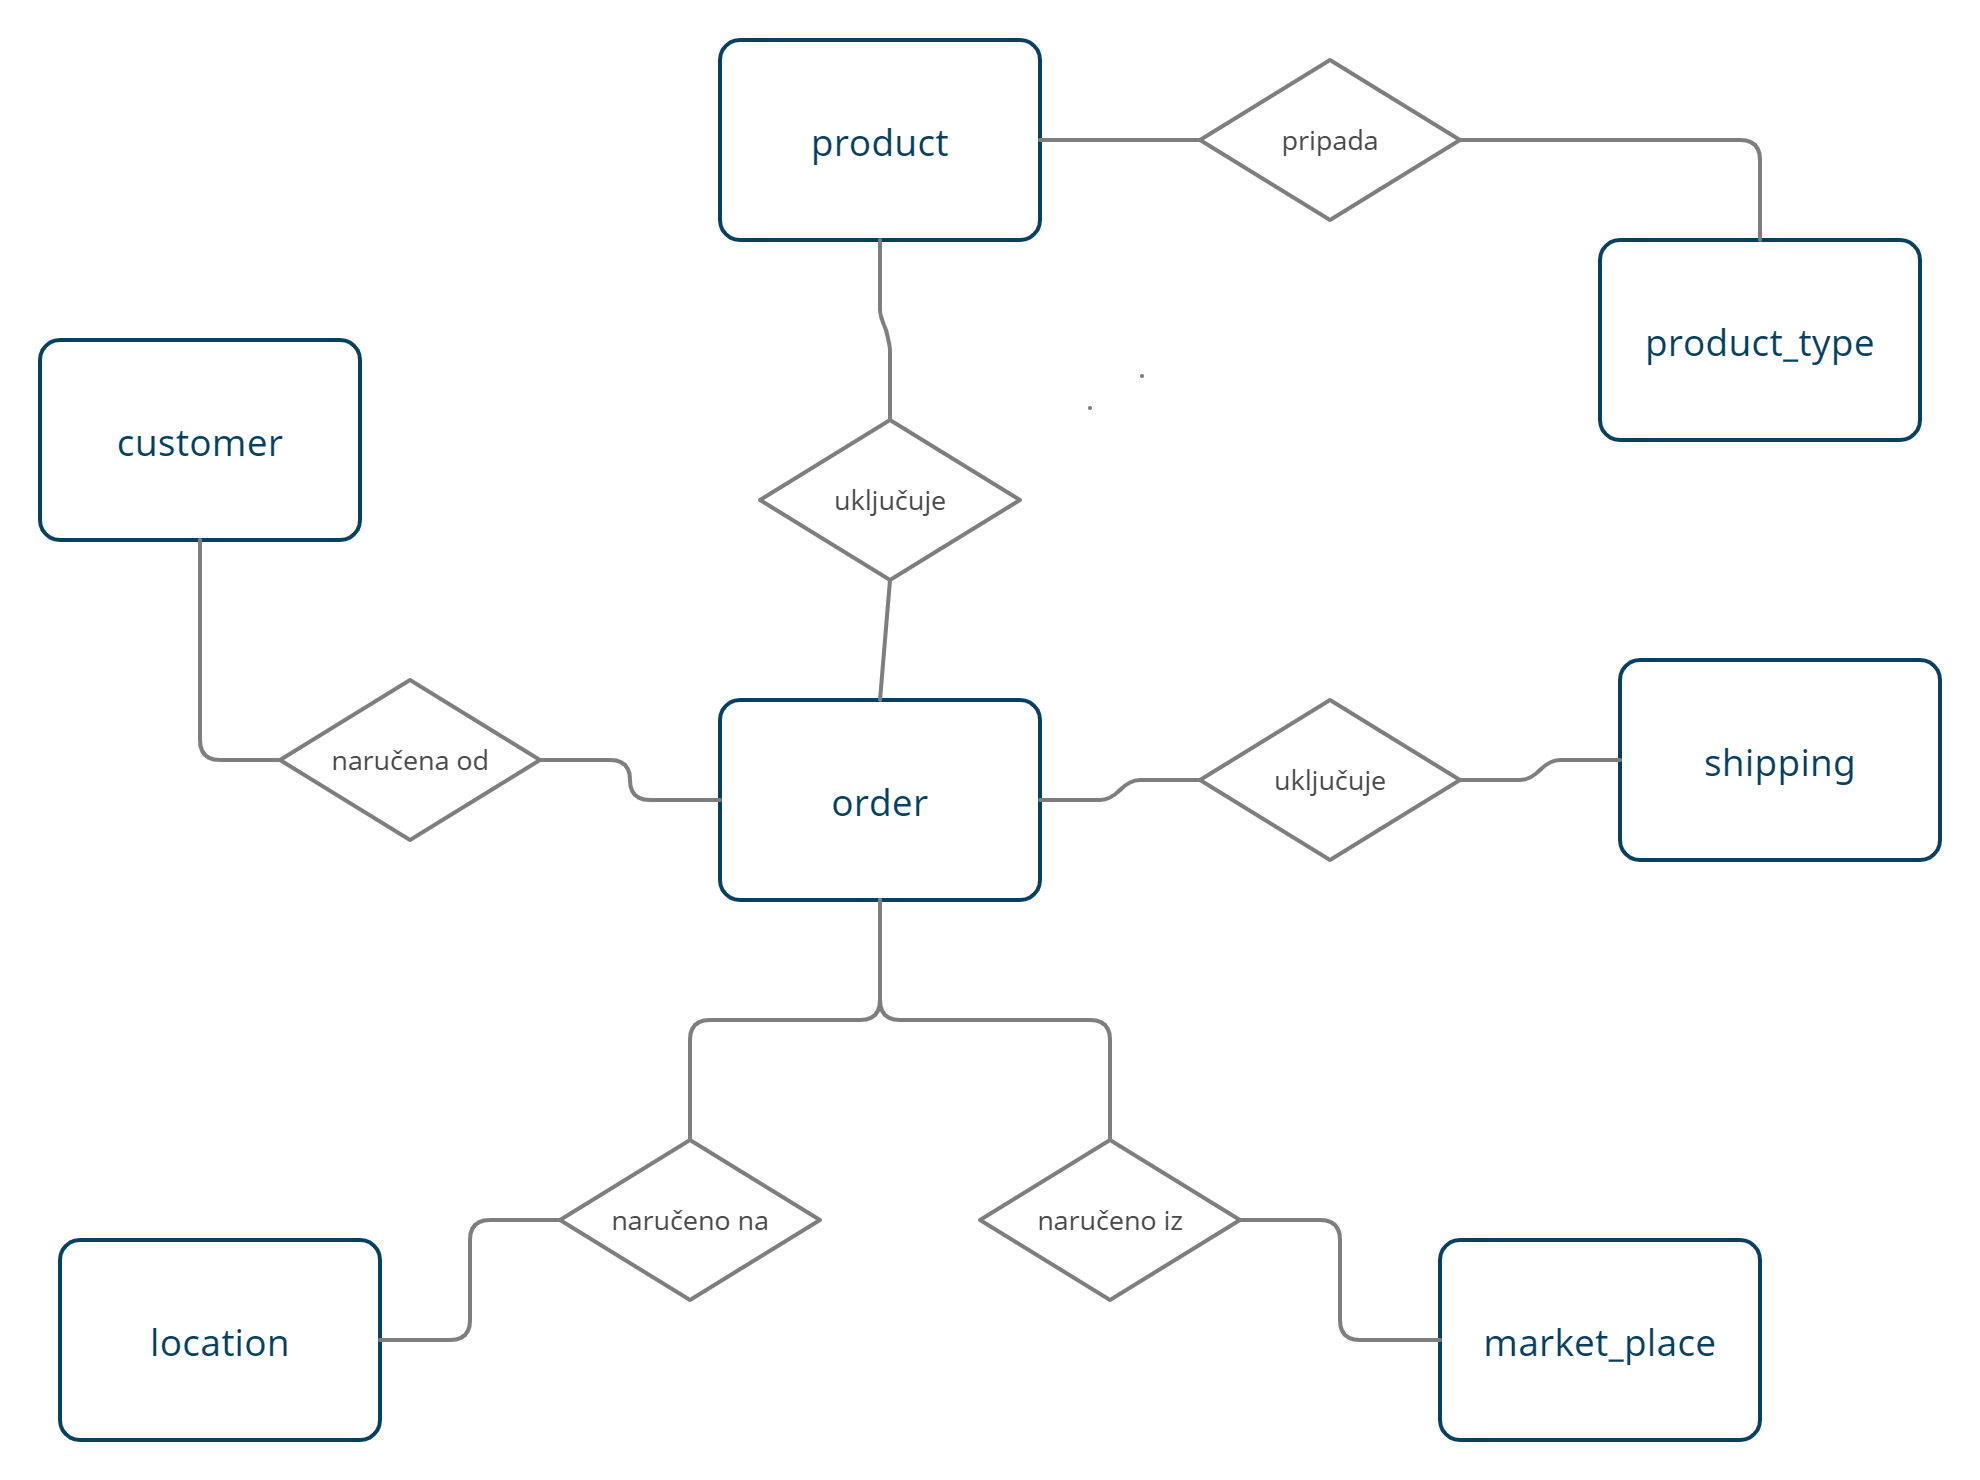 product
pripada
product_type
customer
uključuje
naručena od
order
uključuje
shipping
naručeno na
naručeno iz
location
market_place